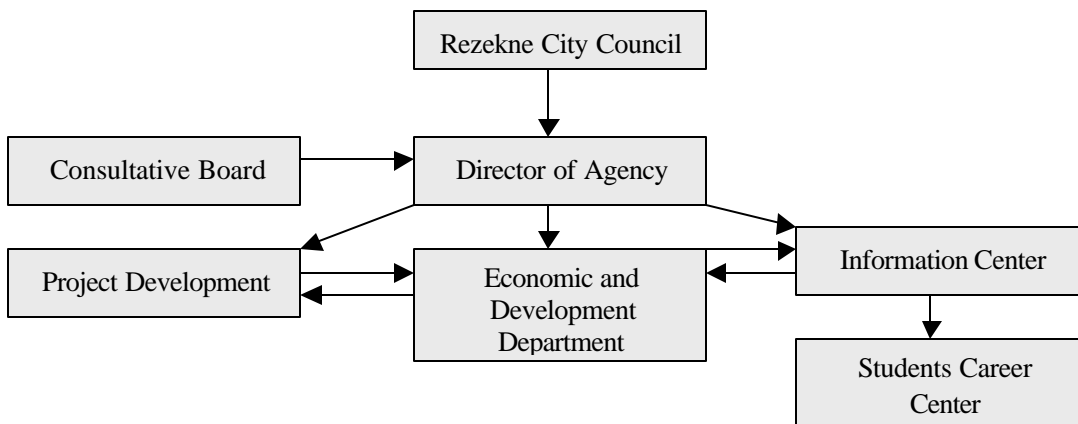 Rezekne City Council
Consultative Board
Director of Agency
Project Development
Economic and
Development
Department
Information Center
Students Career
Center